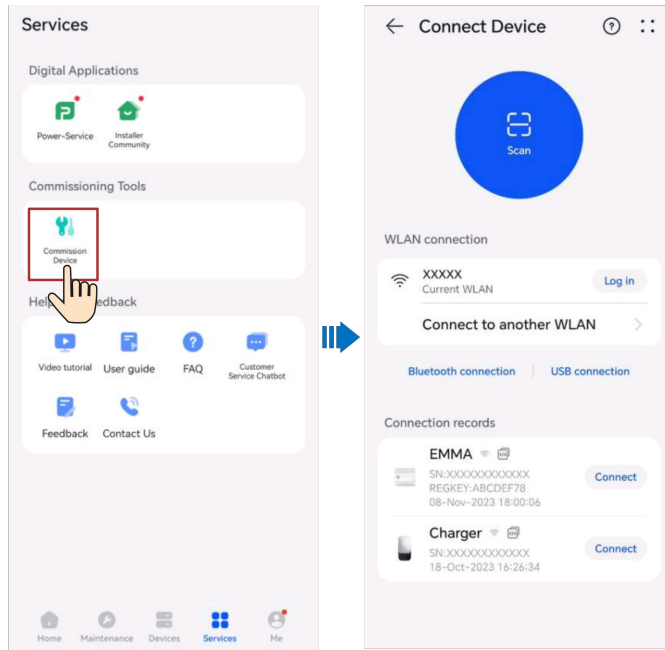 Services
Digital Applications
Power-Service
Installer
Community
Commissioning Tools
Commission
Device
Hel edback
Video tutorial
User guide
FAQ
Customer
Service Chatbot
Feedback
Contact Us
Home
Maintenance
Devices
Services
Me
Connect Device
Scan
WLAN connection
XXXXX
Current WLAN
Log in
Connect to another WLAN
Bluetooth connection
USB connection
Connection records
EMMA
SN:XXXXXXXXXXXX
REGKEY:ABCDEF78
08-Nov-2023 18:00:06
Connect
Charger
SN:XXXXXXXXXXXX
18-Oct-2023 16:26:34
Connect